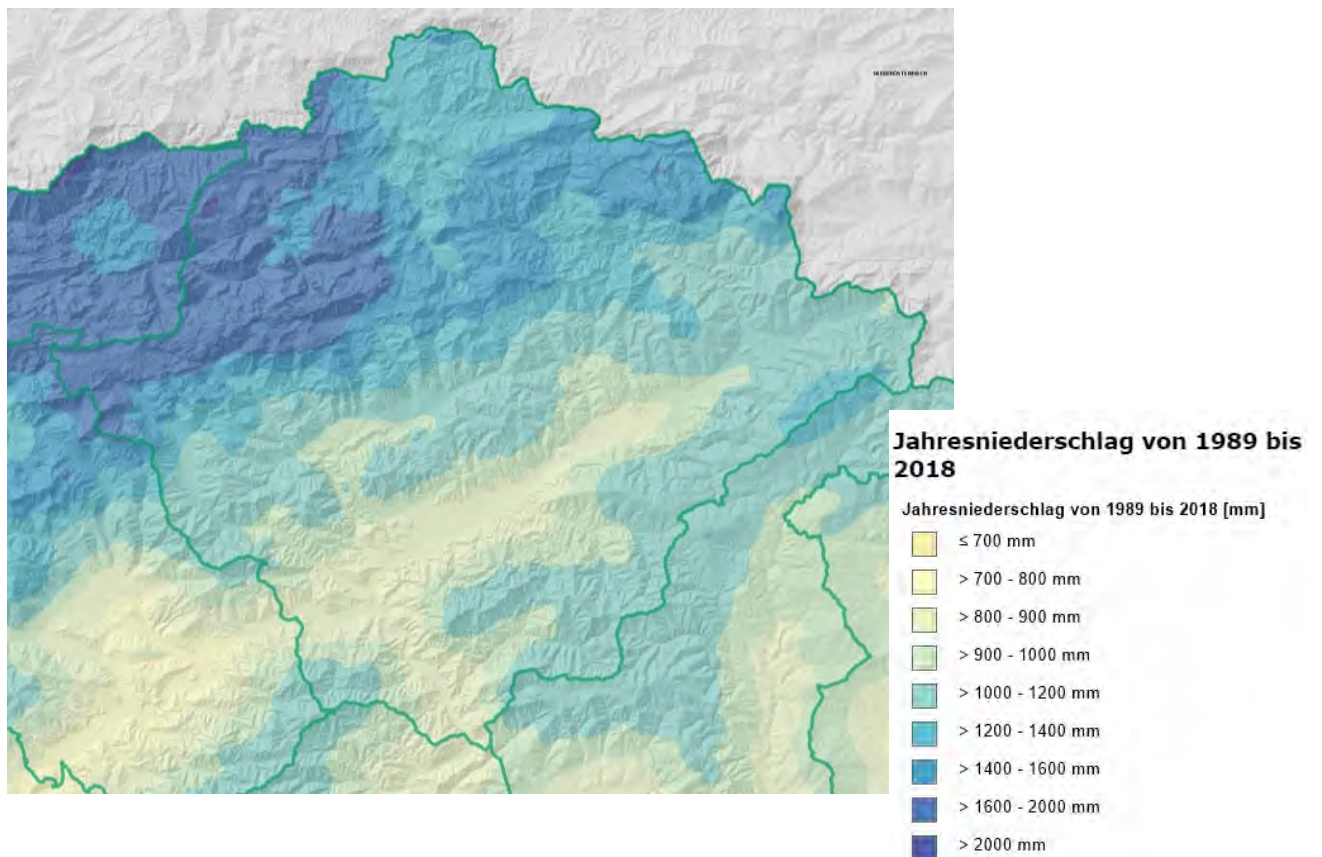 NIEDERÖSTERREICH
Jahresniederschlag von 1989 bis
2018
Jahresniederschlag von 1989 bis 2018 [mm]
≤ 700 mm
> 700 - 800 mm
> 800 - 900 mm
> 900 - 1000 mm
> 1000 - 1200 mm
> 1200 - 1400 mm
> 1400 - 1600 mm
> 1600 - 2000 mm
> 2000 mm